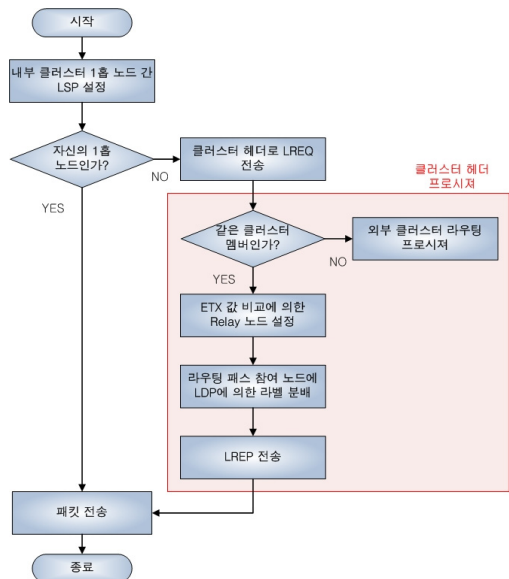 시작
내부 클러스터 1홉 노드 간
LSP 설정
자신의 1홉
노드인가?
NO
YES
클러스터 헤더로 LREQ
전송
클러스터 헤더
프로시져
같은 클러스터
멤버인가?
NO
YES
외부 클러스터 라우팅
프로시져
ETX 값 비교에 의한
Relay 노드 설정
라우팅 패스 참여 노드에
LDP에 의한 라벨 분배
LREP 전송
패킷 전송
종료